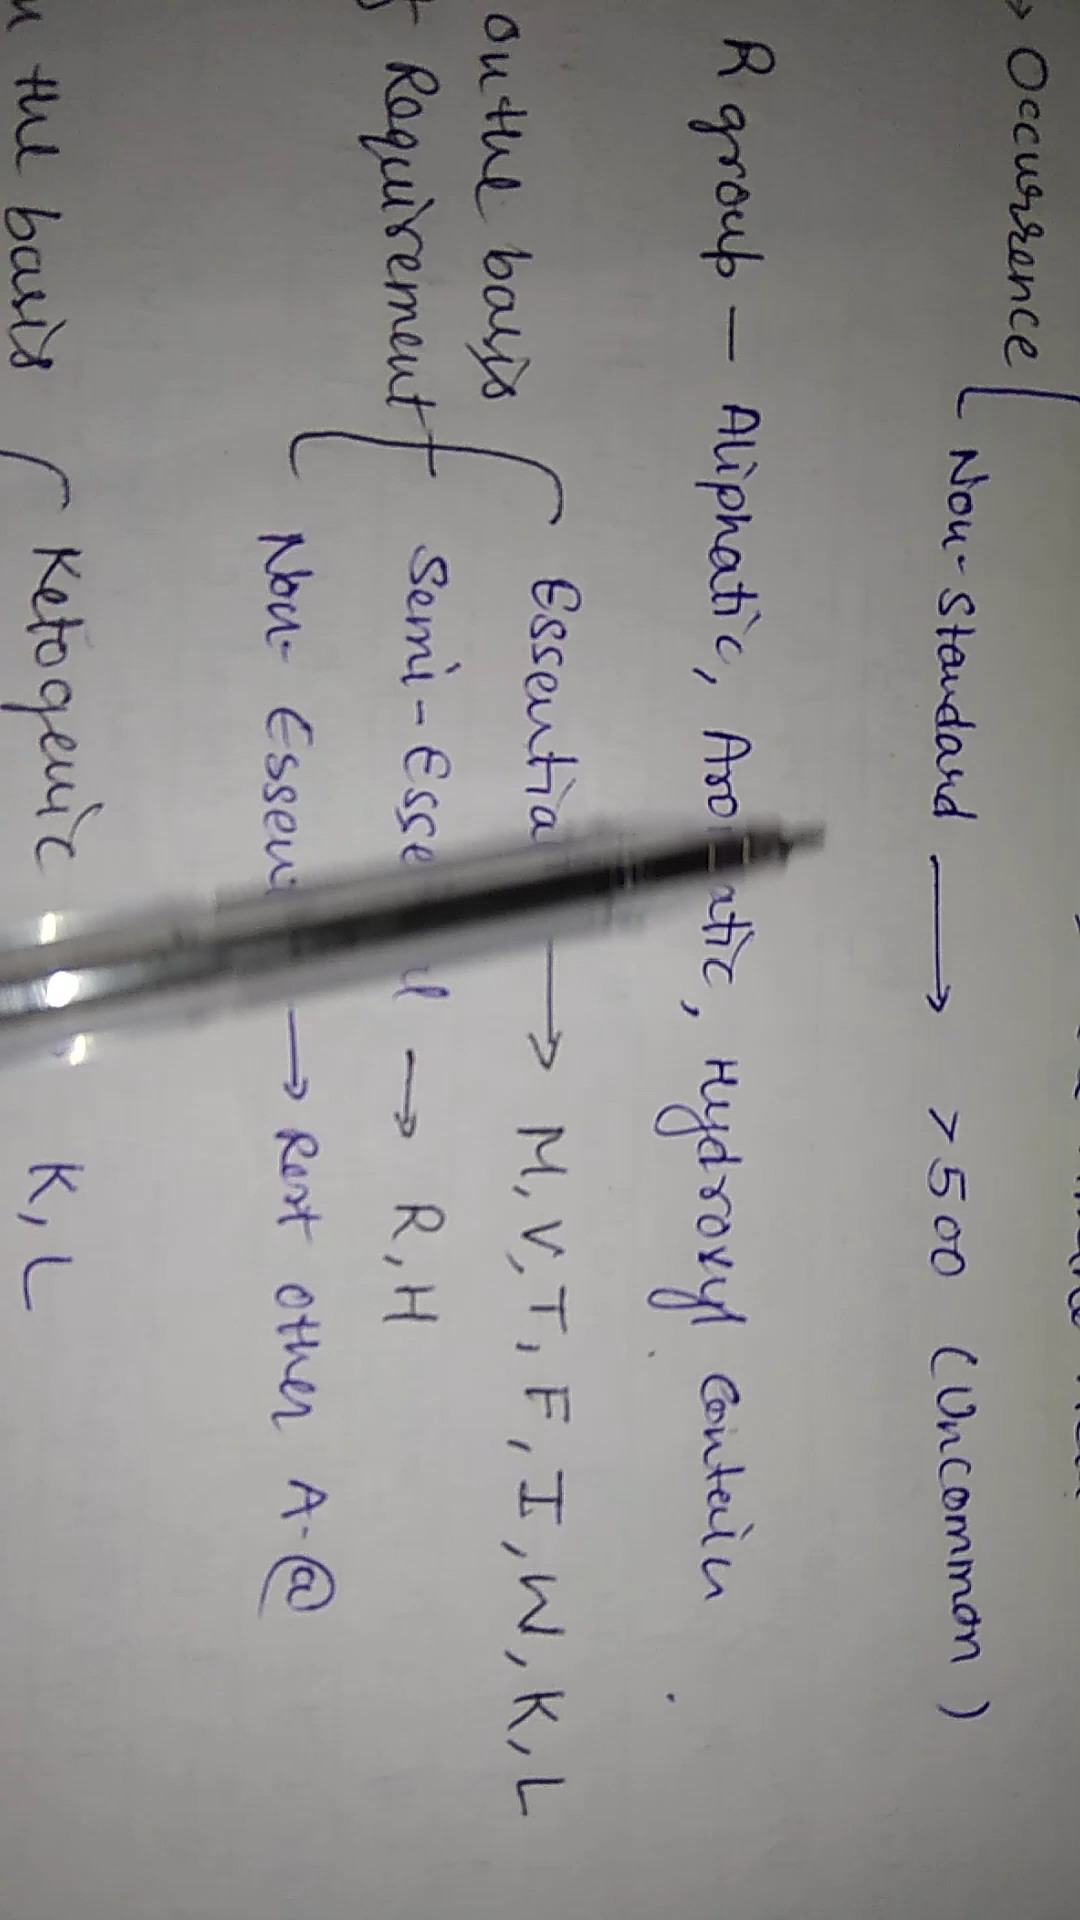 → Occurrence
Non-Standard → >500 (Uncommon)
R group — Aliphatic, Aro atic, Hydroxyl Contain
on the basis
Requirement
Essentia → M, V, T, F, I, W, K, L
Semi-Esse l → R, H
Non-Essen → Rest other A.@
the basis
Ketogenic K, L